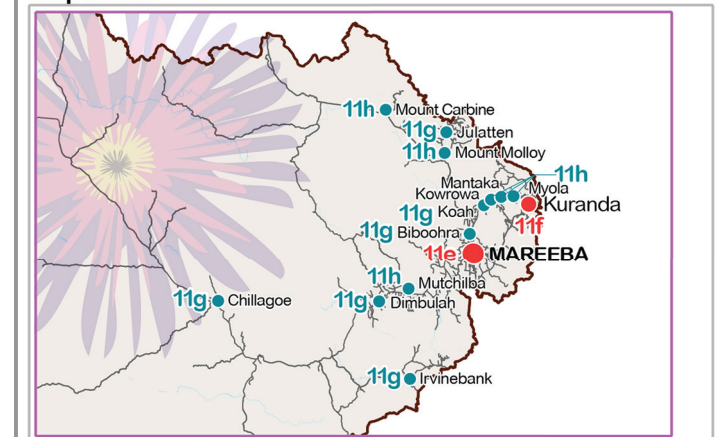 11h Mount Carbine
11g Julatten
11h Mount Molloy
11h
Mantaka
Myola
Kowrowa
Kuranda
11g Koah
11f
11g Biboohra
11e MAREEBA
11h Mutchilba
11g Chillagoe
11g Dimbulah
11g Irvinebank